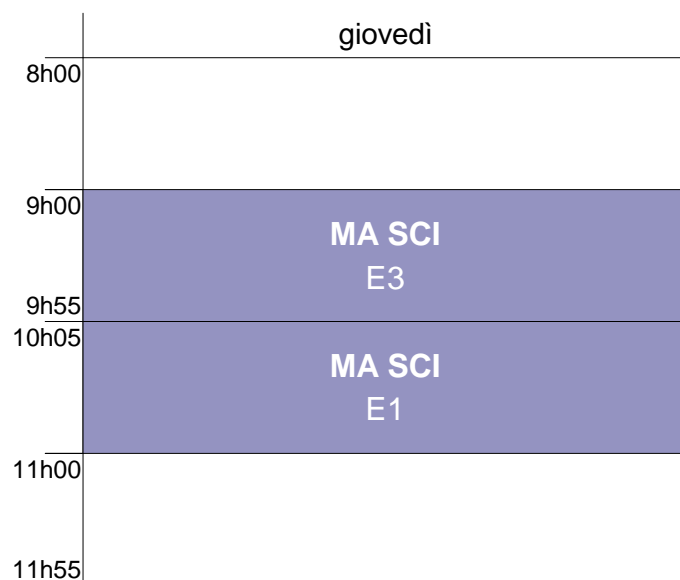 giovedì
8h00
9h00
MA SCI
E3
9h55
10h05
MA SCI
E1
11h00
11h55